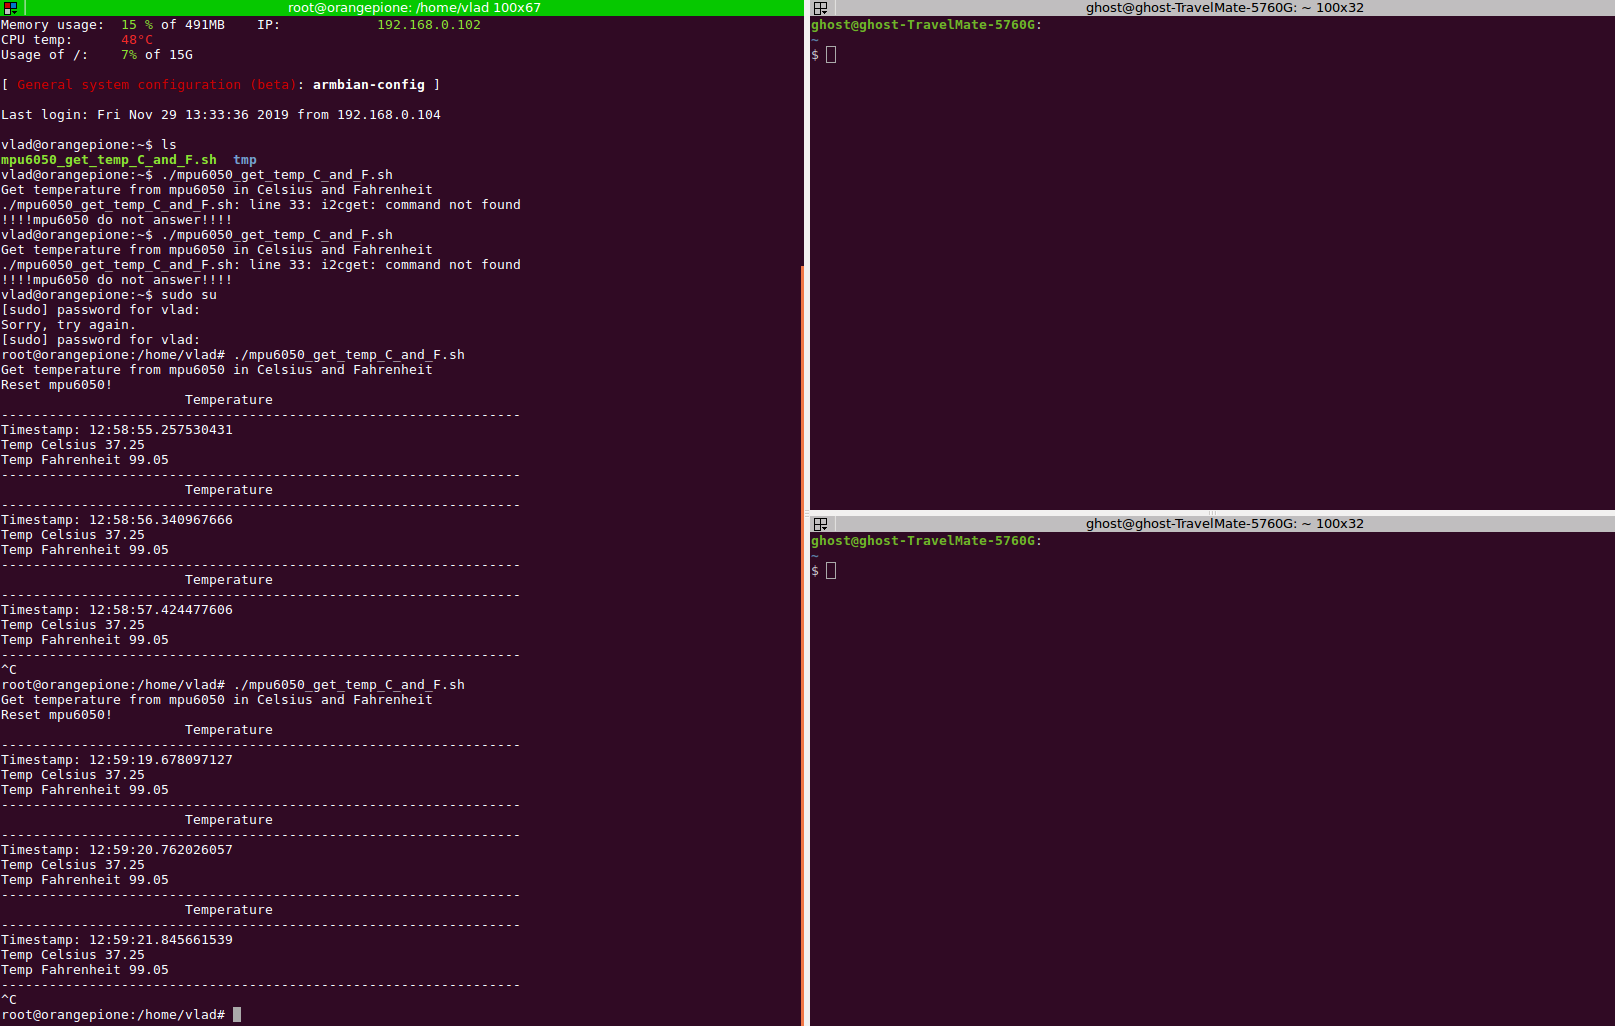 root@orangepione: /home/vlad 100x67
Memory usage:  15 % of 491MB    IP:            192.168.0.102
CPU temp:      48°C
Usage of /:    7% of 15G
[ General system configuration (beta): armbian-config ]
Last login: Fri Nov 29 13:33:36 2019 from 192.168.0.104
vlad@orangepione:~$ ls
mpu6050_get_temp_C_and_F.sh  tmp
vlad@orangepione:~$ ./mpu6050_get_temp_C_and_F.sh
Get temperature from mpu6050 in Celsius and Fahrenheit
./mpu6050_get_temp_C_and_F.sh: line 33: i2cget: command not found
!!!!mpu6050 do not answer!!!!
vlad@orangepione:~$ ./mpu6050_get_temp_C_and_F.sh
Get temperature from mpu6050 in Celsius and Fahrenheit
./mpu6050_get_temp_C_and_F.sh: line 33: i2cget: command not found
!!!!mpu6050 do not answer!!!!
vlad@orangepione:~$ sudo su
[sudo] password for vlad:
Sorry, try again.
[sudo] password for vlad:
root@orangepione:/home/vlad# ./mpu6050_get_temp_C_and_F.sh
Get temperature from mpu6050 in Celsius and Fahrenheit
Reset mpu6050!
Temperature
-----------------------------------------------------------------
Timestamp: 12:58:55.257530431
Temp Celsius 37.25
Temp Fahrenheit 99.05
-----------------------------------------------------------------
Temperature
-----------------------------------------------------------------
Timestamp: 12:58:56.340967666
Temp Celsius 37.25
Temp Fahrenheit 99.05
-----------------------------------------------------------------
Temperature
-----------------------------------------------------------------
Timestamp: 12:58:57.424477606
Temp Celsius 37.25
Temp Fahrenheit 99.05
-----------------------------------------------------------------
^C
root@orangepione:/home/vlad# ./mpu6050_get_temp_C_and_F.sh
Get temperature from mpu6050 in Celsius and Fahrenheit
Reset mpu6050!
Temperature
-----------------------------------------------------------------
Timestamp: 12:59:19.678097127
Temp Celsius 37.25
Temp Fahrenheit 99.05
-----------------------------------------------------------------
Temperature
-----------------------------------------------------------------
Timestamp: 12:59:20.762026057
Temp Celsius 37.25
Temp Fahrenheit 99.05
-----------------------------------------------------------------
Temperature
-----------------------------------------------------------------
Timestamp: 12:59:21.845661539
Temp Celsius 37.25
Temp Fahrenheit 99.05
-----------------------------------------------------------------
^C
root@orangepione:/home/vlad#
ghost@ghost-TravelMate-5760G: ~ 100x32
ghost@ghost-TravelMate-5760G:
~
$
ghost@ghost-TravelMate-5760G: ~ 100x32
ghost@ghost-TravelMate-5760G:
~
$